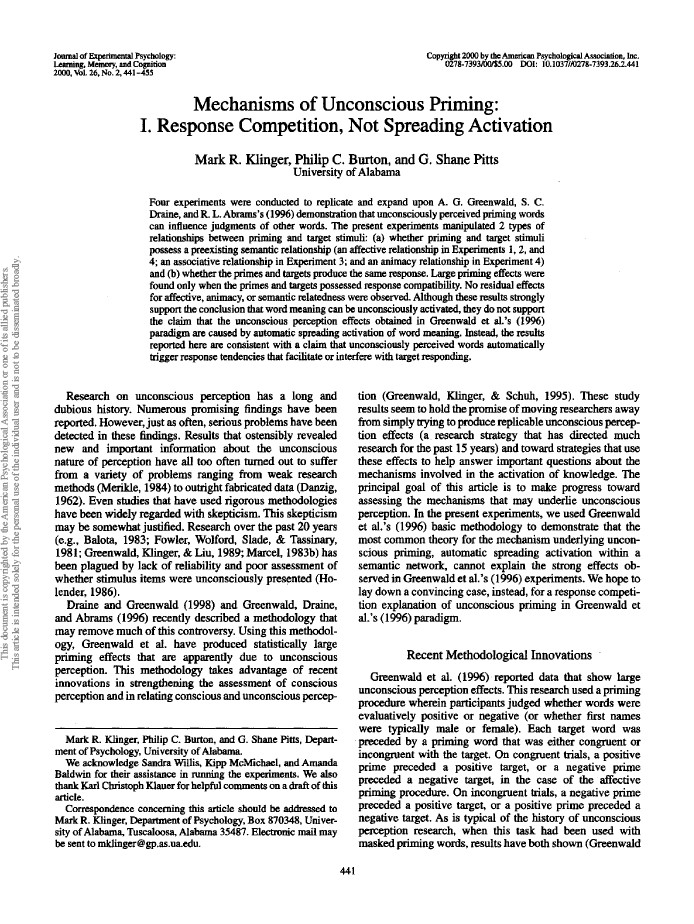 Journal of Experimental Psychology:
Learning, Memory, and Cognition
2000, Vol. 26, No. 2, 441–455
Copyright 2000 by the American Psychological Association, Inc.
0278-7393/00/$5.00 DOI: 10.1037//0278-7393.26.2.441
Mechanisms of Unconscious Priming:
I. Response Competition, Not Spreading Activation
Mark R. Klinger, Philip C. Burton, and G. Shane Pitts
University of Alabama
Four experiments were conducted to replicate and expand upon A. G. Greenwald, S. C.
Draine, and R. L. Abrams's (1996) demonstration that unconsciously perceived priming words
can influence judgments of other words. The present experiments manipulated 2 types of
relationships between priming and target stimuli: (a) whether priming and target stimuli
possess a preexisting semantic relationship (an affective relationship in Experiments 1, 2, and
4; an associative relationship in Experiment 3; and an animacy relationship in Experiment 4)
and (b) whether the primes and targets produce the same response. Large priming effects were
found only when the primes and targets possessed response compatibility. No residual effects
for affective, animacy, or semantic relatedness were observed. Although these results strongly
support the conclusion that word meaning can be unconsciously activated, they do not support
the claim that the unconscious perception effects obtained in Greenwald et al.'s (1996)
paradigm are caused by automatic spreading activation of word meaning. Instead, the results
reported here are consistent with a claim that unconsciously perceived words automatically
trigger response tendencies that facilitate or interfere with target responding.
Research on unconscious perception has a long and
dubious history. Numerous promising findings have been
reported. However, just as often, serious problems have been
detected in these findings. Results that ostensibly revealed
new and important information about the unconscious
nature of perception have all too often turned out to suffer
from a variety of problems ranging from weak research
methods (Merikle, 1984) to outright fabricated data (Danzig,
1962). Even studies that have used rigorous methodologies
have been widely regarded with skepticism. This skepticism
may be somewhat justified. Research over the past 20 years
(e.g., Balota, 1983; Fowler, Wolford, Slade, & Tassinary,
1981; Greenwald, Klinger, & Liu, 1989; Marcel, 1983b) has
been plagued by lack of reliability and poor assessment of
whether stimulus items were unconsciously presented (Ho-
lender, 1986).
Draine and Greenwald (1998) and Greenwald, Draine,
and Abrams (1996) recently described a methodology that
may remove much of this controversy. Using this methodol-
ogy, Greenwald et al. have produced statistically large
priming effects that are apparently due to unconscious
perception. This methodology takes advantage of recent
innovations in strengthening the assessment of conscious
perception and in relating conscious and unconscious percep-
Mark R. Klinger, Philip C. Burton, and G. Shane Pitts, Depart-
ment of Psychology, University of Alabama.
We acknowledge Sandra Willis, Kipp McMichael, and Amanda
Baldwin for their assistance in running the experiments. We also
thank Karl Christoph Klauer for helpful comments on a draft of this
article.
Correspondence concerning this article should be addressed to
Mark R. Klinger, Department of Psychology, Box 870348, Univer-
sity of Alabama, Tuscaloosa, Alabama 35487. Electronic mail may
be sent to mklinger@gp.as.ua.edu.
tion (Greenwald, Klinger, & Schuh, 1995). These study
results seem to hold the promise of moving researchers away
from simply trying to produce replicable unconscious percep-
tion effects (a research strategy that has directed much
research for the past 15 years) and toward strategies that use
these effects to help answer important questions about the
mechanisms involved in the activation of knowledge. The
principal goal of this article is to make progress toward
assessing the mechanisms that may underlie unconscious
perception. In the present experiments, we used Greenwald
et al.'s (1996) basic methodology to demonstrate that the
most common theory for the mechanism underlying uncon-
scious priming, automatic spreading activation within a
semantic network, cannot explain the strong effects ob-
served in Greenwald et al.'s (1996) experiments. We hope to
lay down a convincing case, instead, for a response competi-
tion explanation of unconscious priming in Greenwald et
al.'s (1996) paradigm.
Recent Methodological Innovations
Greenwald et al. (1996) reported data that show large
unconscious perception effects. This research used a priming
procedure wherein participants judged whether words were
evaluatively positive or negative (or whether first names
were typically male or female). Each target word was
preceded by a priming word that was either congruent or
incongruent with the target. On congruent trials, a positive
prime preceded a positive target, or a negative prime
preceded a negative target, in the case of the affective
priming procedure. On incongruent trials, a negative prime
preceded a positive target, or a positive prime preceded a
negative target. As is typical of the history of unconscious
perception research, when this task had been used with
masked priming words, results have both shown (Greenwald
441
This document is copyrighted by the American Psychological Association or one of its allied publishers.
This article is intended solely for the personal use of the individual user and is not to be disseminated broadly.